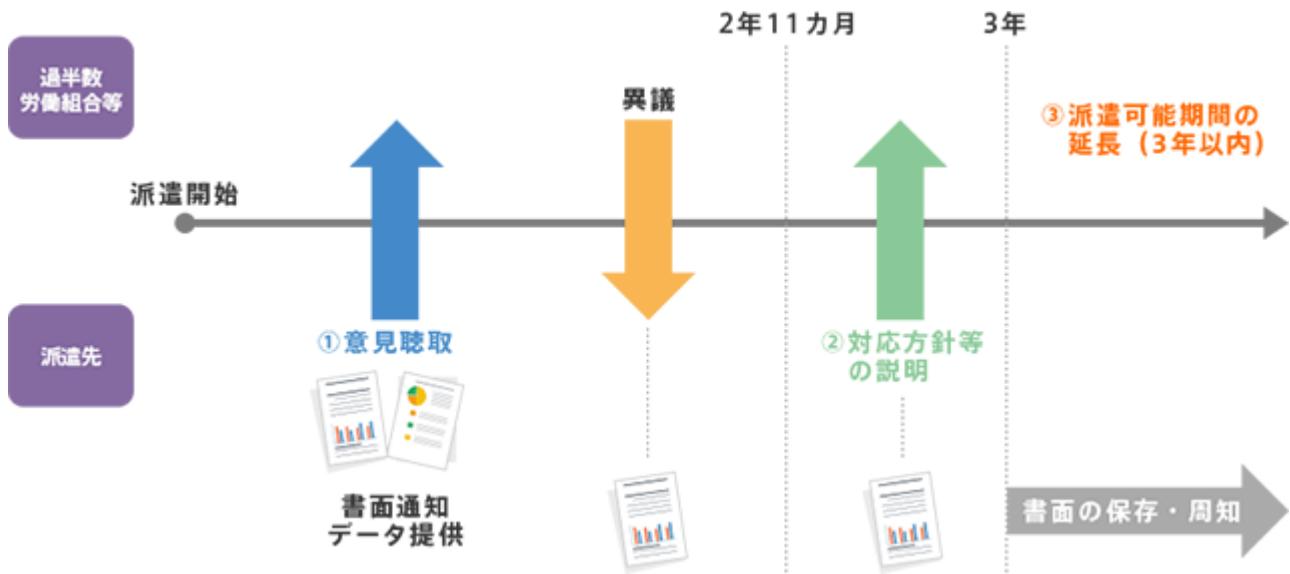 2年11カ月
3年
過半数
労働組合等
異議
③派遣可能期間の
延長（3年以内）
派遣開始
派遣先
①意見聴取
②対応方針等
の説明
書面通知
データ提供
書面の保存・周知